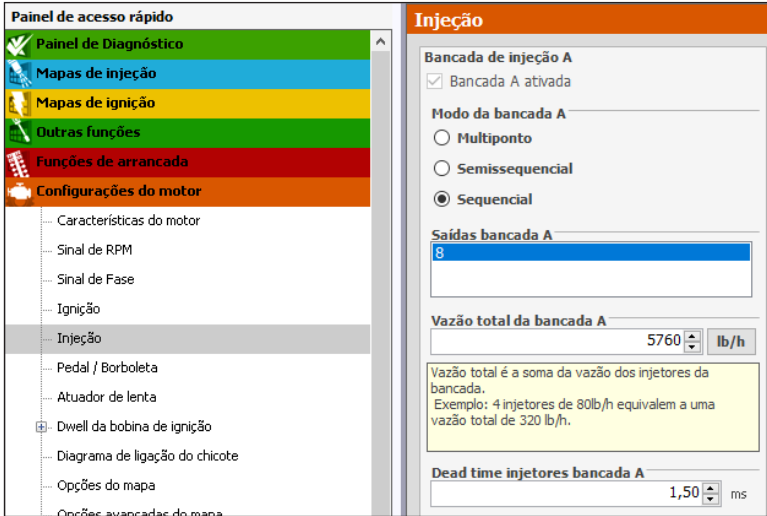 Painel de acesso rápido
Painel de Diagnóstico
Mapas de injeção
Mapas de ignição
Outras funções
Funções de arrancada
Configurações do motor
Características do motor
Sinal de RPM
Sinal de Fase
Ignição
Injeção
Pedal / Borboleta
Atuador de lenta
Dwell da bobina de ignição
Diagrama de ligação do chicote
Opções do mapa
Opções avançadas do mapa
Injeção
Bancada de injeção A
Bancada A ativada
Modo da bancada A
Multiponto
Semissequencial
Sequencial
Saídas bancada A
8
Vazão total da bancada A
5760 lb/h
Vazão total é a soma da vazão dos injetores da
bancada.
Exemplo: 4 injetores de 80lb/h equivalem a uma
vazão total de 320 lb/h.
Dead time injetores bancada A
1,50 ms